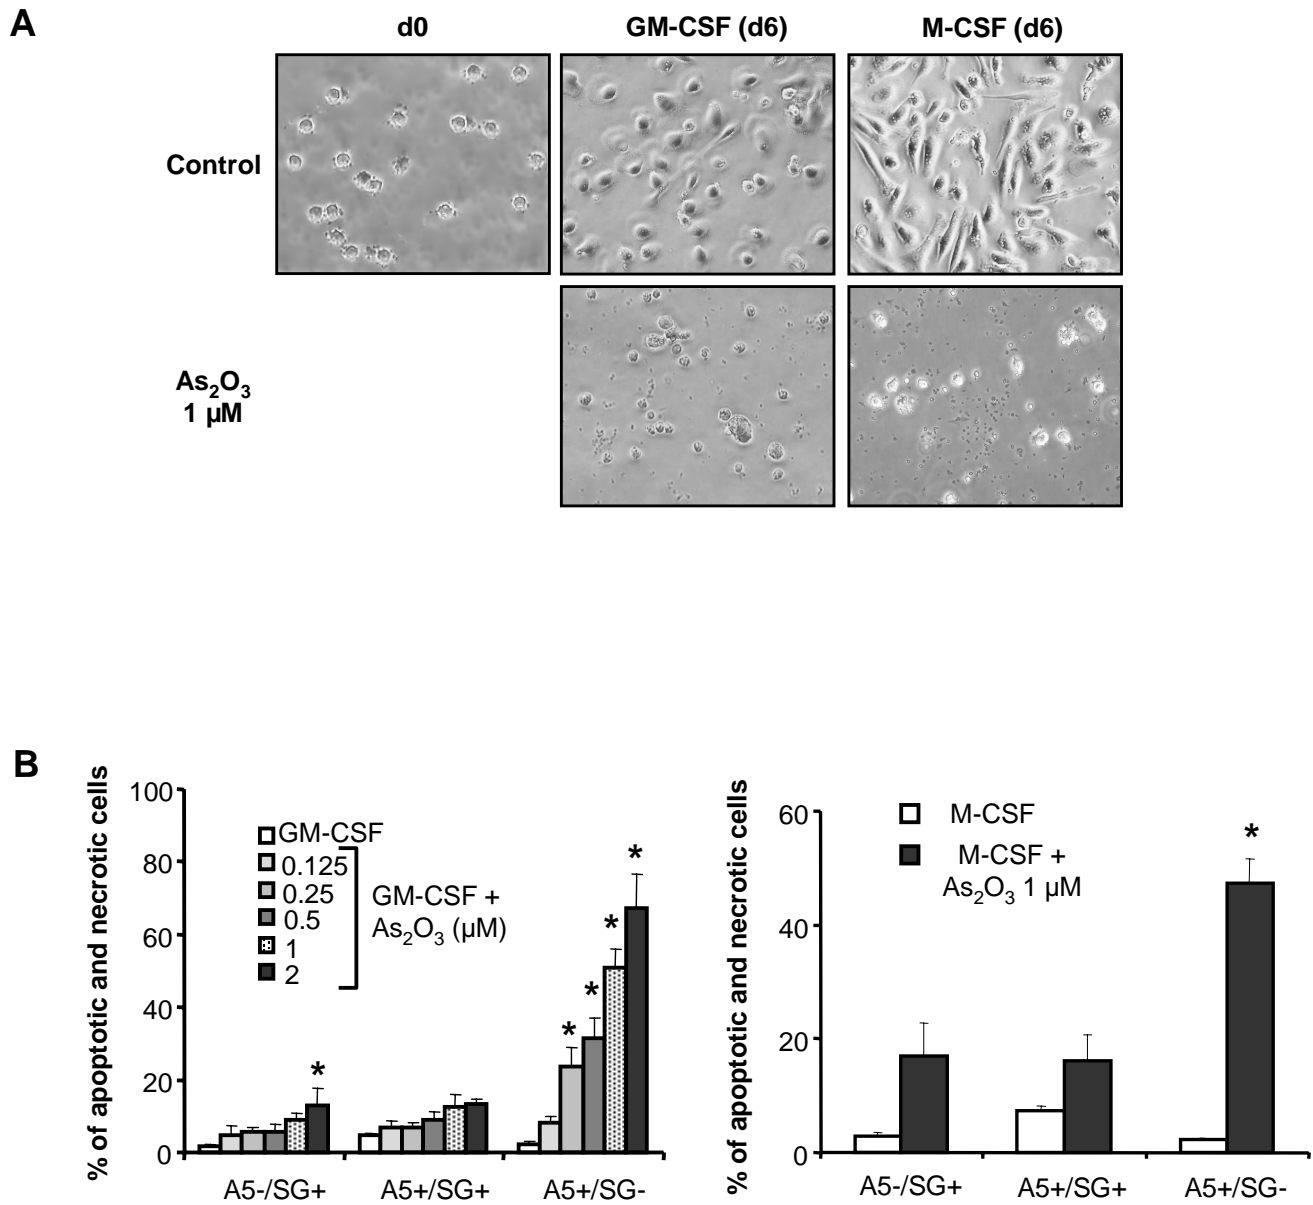 A
d0
GM-CSF (d6)
M-CSF (d6)
Control
As2O3
1 µM
B
% of apoptotic and necrotic cells
100
80
60
40
20
0
GM-CSF
0.125
0.25
0.5
1
2
GM-CSF +
As2O3 (µM)
*
*
*
*
*
A5-/SG+
A5+/SG+
A5+/SG-
% of apoptotic and necrotic cells
60
40
20
0
M-CSF
M-CSF +
As2O3 1 µM
*
A5-/SG+
A5+/SG+
A5+/SG-